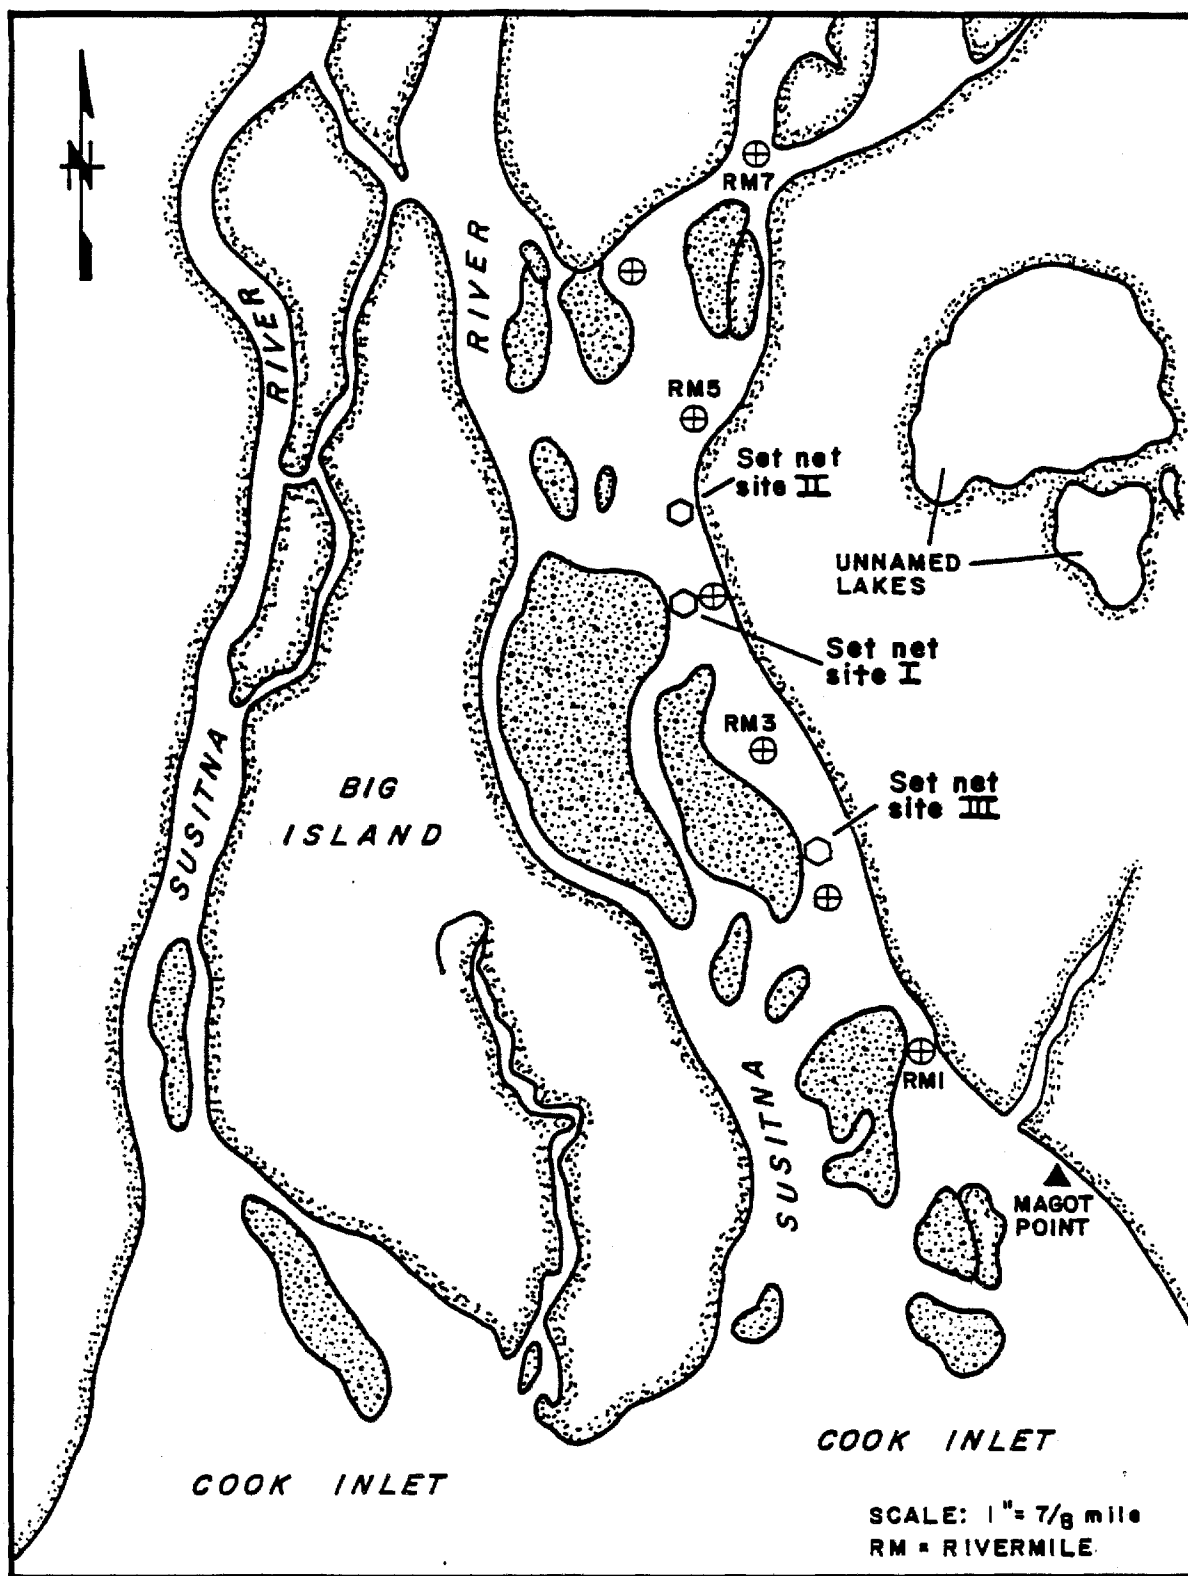 N
RM7
RIVER
RIVER
RM5
Set net
site II
UNNAMED
LAKES
Set net
site I
RM3
BIG
ISLAND
Set net
site III
SUSITNA
RM1
SUSITNA
MAGOT
POINT
COOK INLET
COOK INLET
SCALE: 1"= 7/8 mile
RM = RIVERMILE